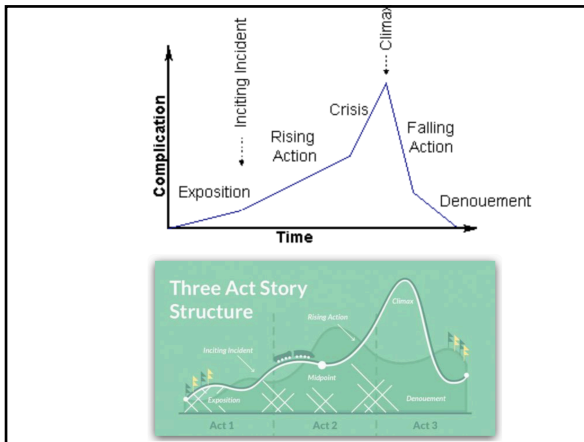 Climax
Inciting Incident
Crisis
Rising
Action
Falling
Action
Exposition
Denouement
Complication
Time
Three Act Story
Structure
Climax
Rising Action
Inciting Incident
Midpoint
Exposition
Denouement
Act 1
Act 2
Act 3